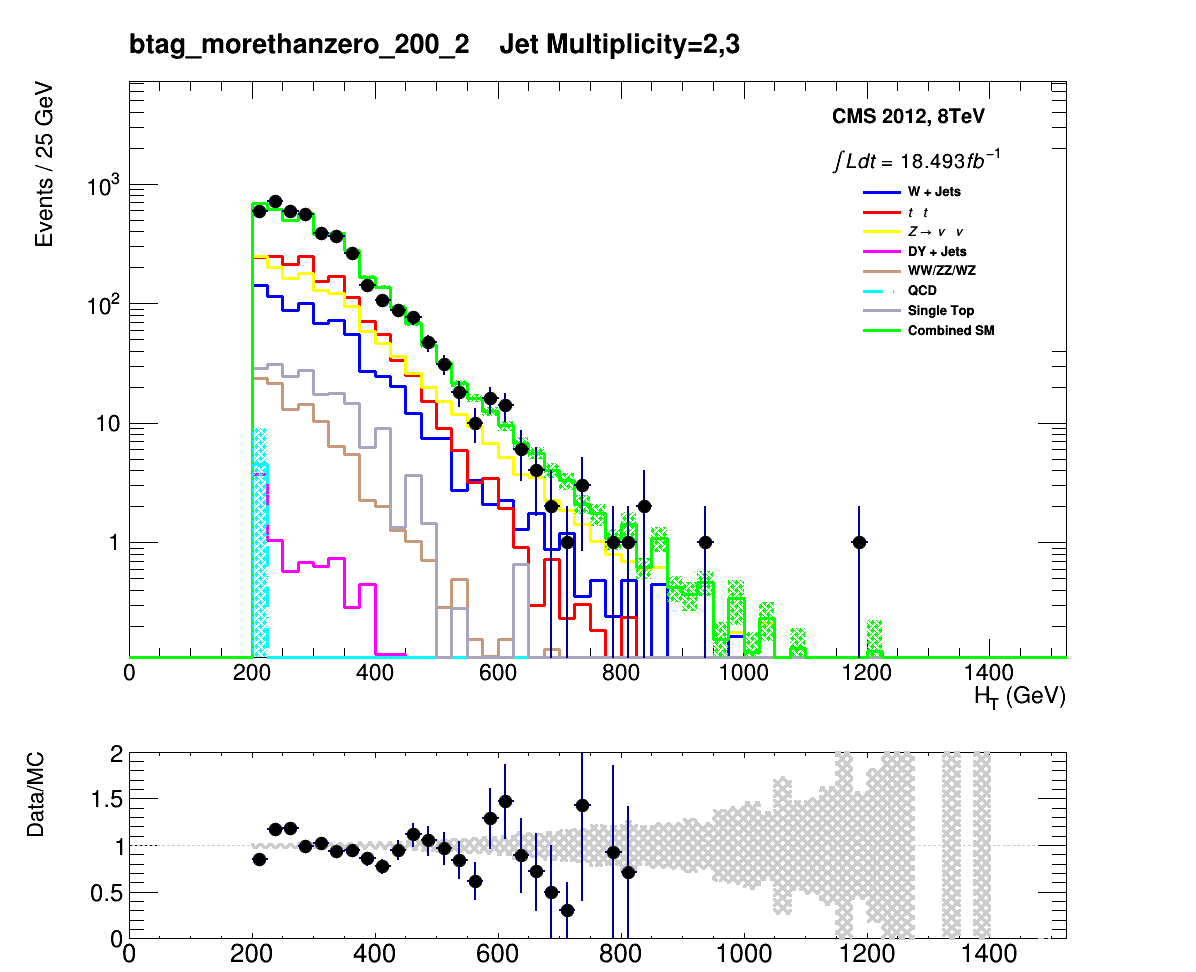 btag_morethanzero_200_2 Jet Multiplicity=2,3
Events / 25 GeV
CMS 2012, 8TeV
∫Ldt = 18.493fb⁻¹
W + Jets
t t
Z→ ν ν
DY + Jets
WW/ZZ/WZ
QCD
Single Top
Combined SM
10³
10²
10
1
0 200 400 600 800 1000 1200 1400
H_T (GeV)
Data/MC
2
1.5
1
0.5
0
0 200 400 600 800 1000 1200 1400